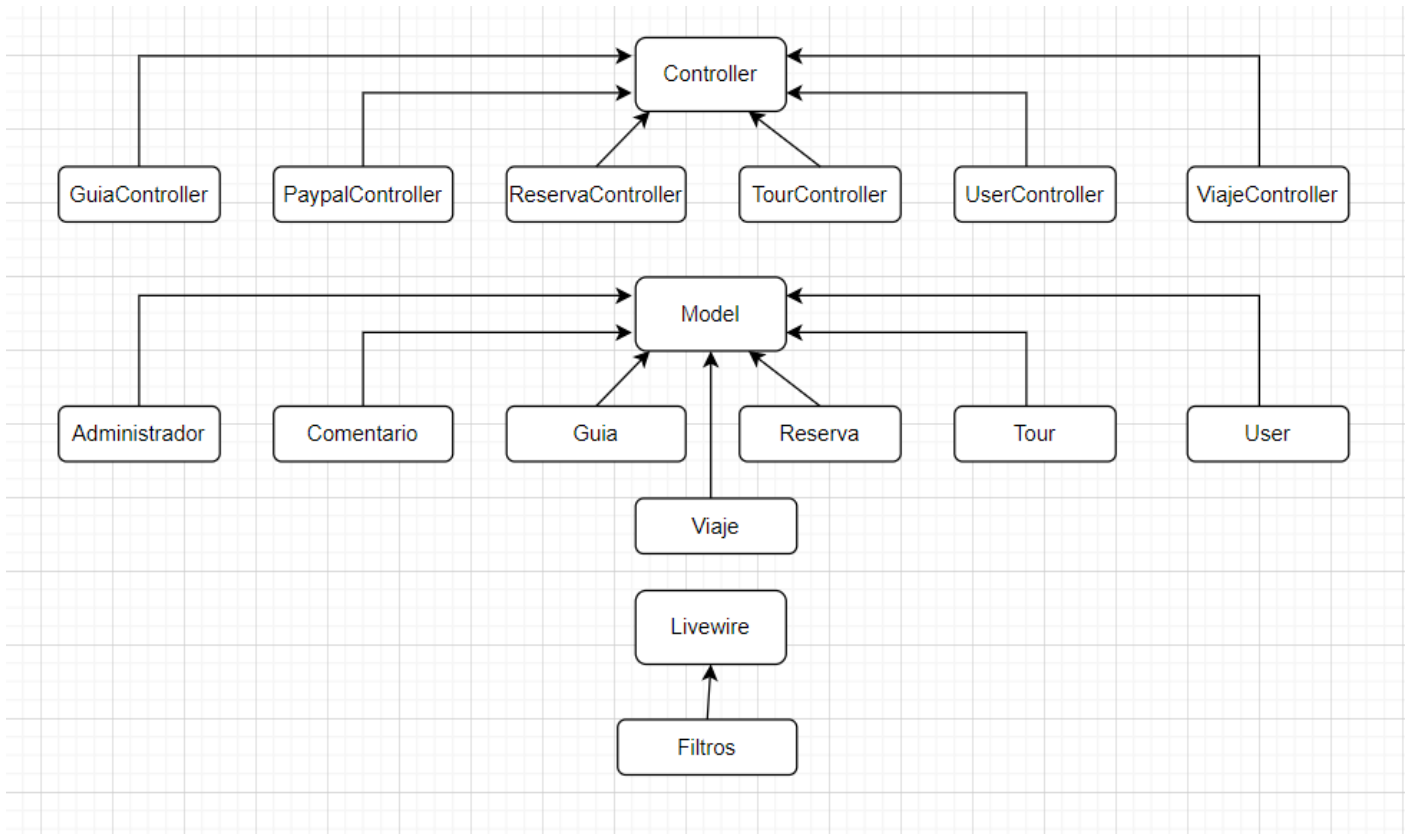 Controller
GuiaController
PaypalController
ReservaController
TourController
UserController
ViajeController
Model
Administrador
Comentario
Guia
Reserva
Tour
User
Viaje
Livewire
Filtros